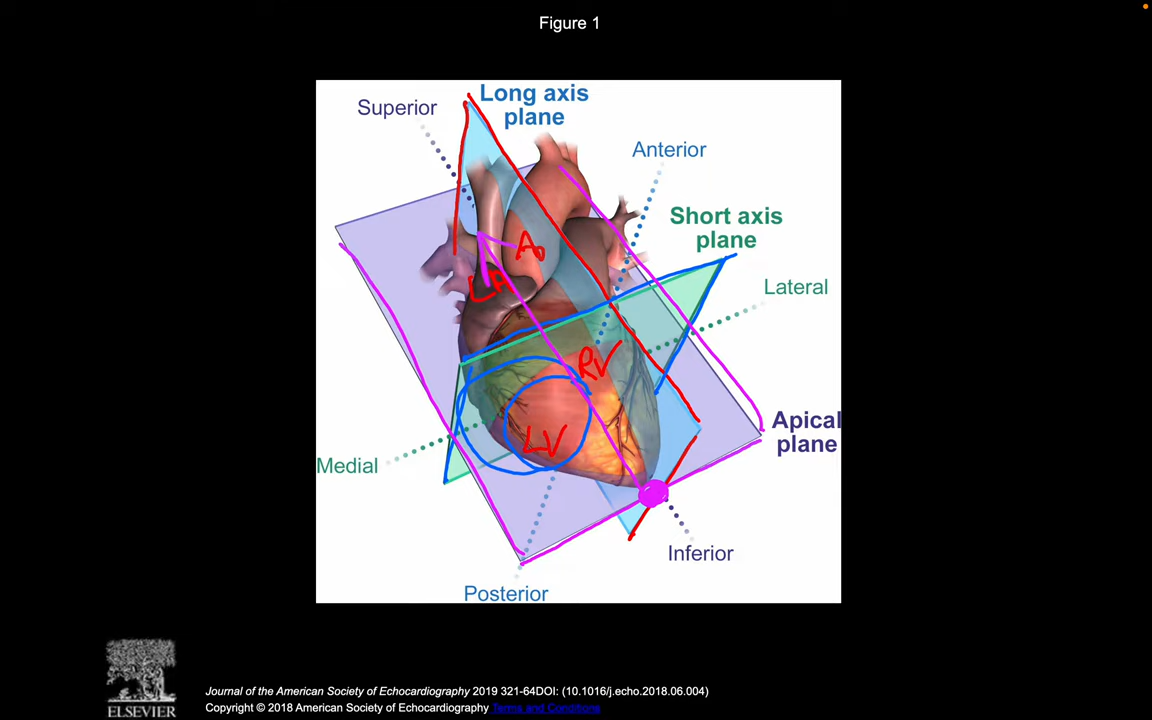 Figure 1
Long axis
plane
Superior
Anterior
Short axis
plane
Ao
LA
Lateral
RV
Apical
plane
LV
Medial
Inferior
Posterior
ELSEVIER
Journal of the American Society of Echocardiography 2019 321-64DOI: (10.1016/j.echo.2018.06.004)
Copyright © 2018 American Society of Echocardiography Terms and Conditions